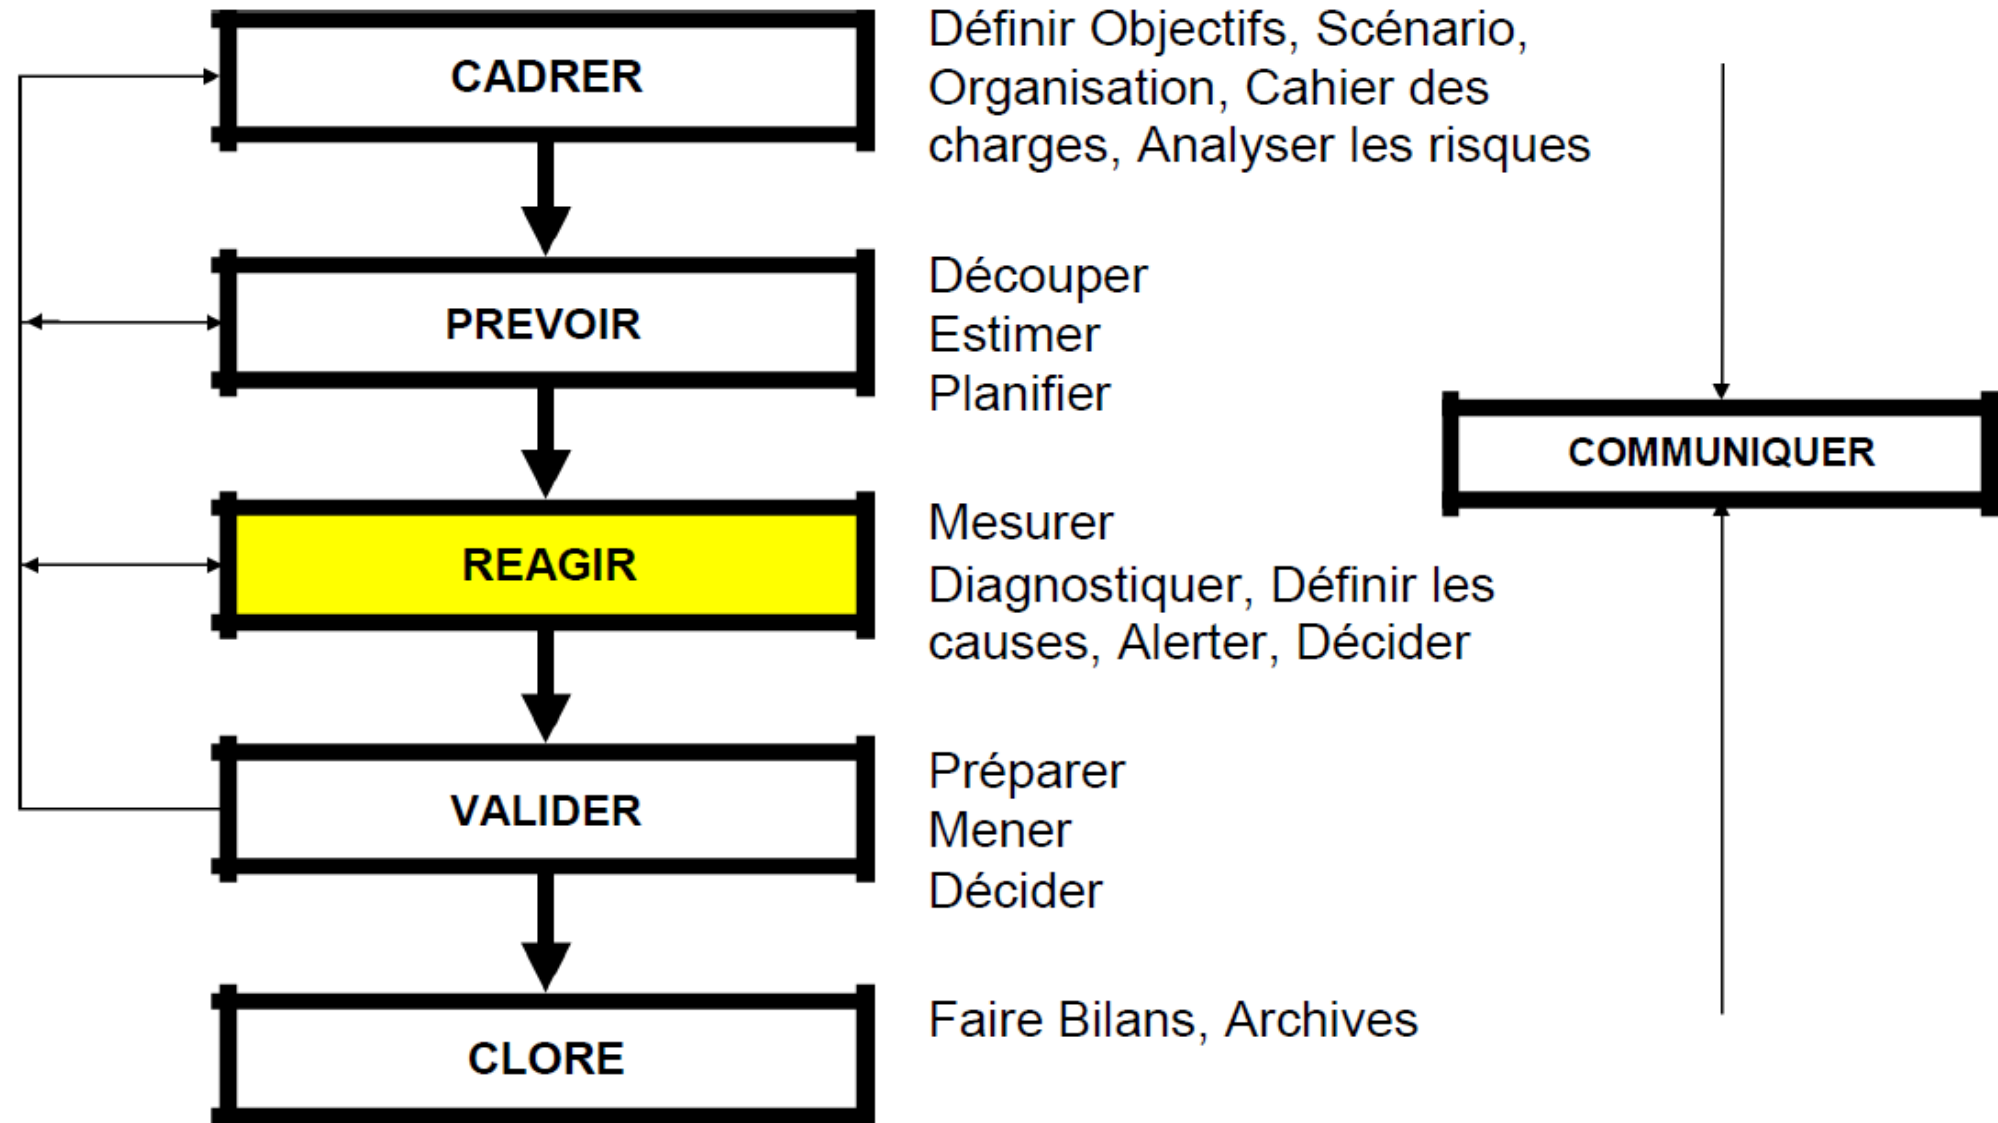 CADRER
Définir Objectifs, Scénario,
Organisation, Cahier des
charges, Analyser les risques
PREVOIR
Découper
Estimer
Planifier
COMMUNIQUER
REAGIR
Mesurer
Diagnostiquer, Définir les
causes, Alerter, Décider
VALIDER
Préparer
Mener
Décider
CLORE
Faire Bilans, Archives